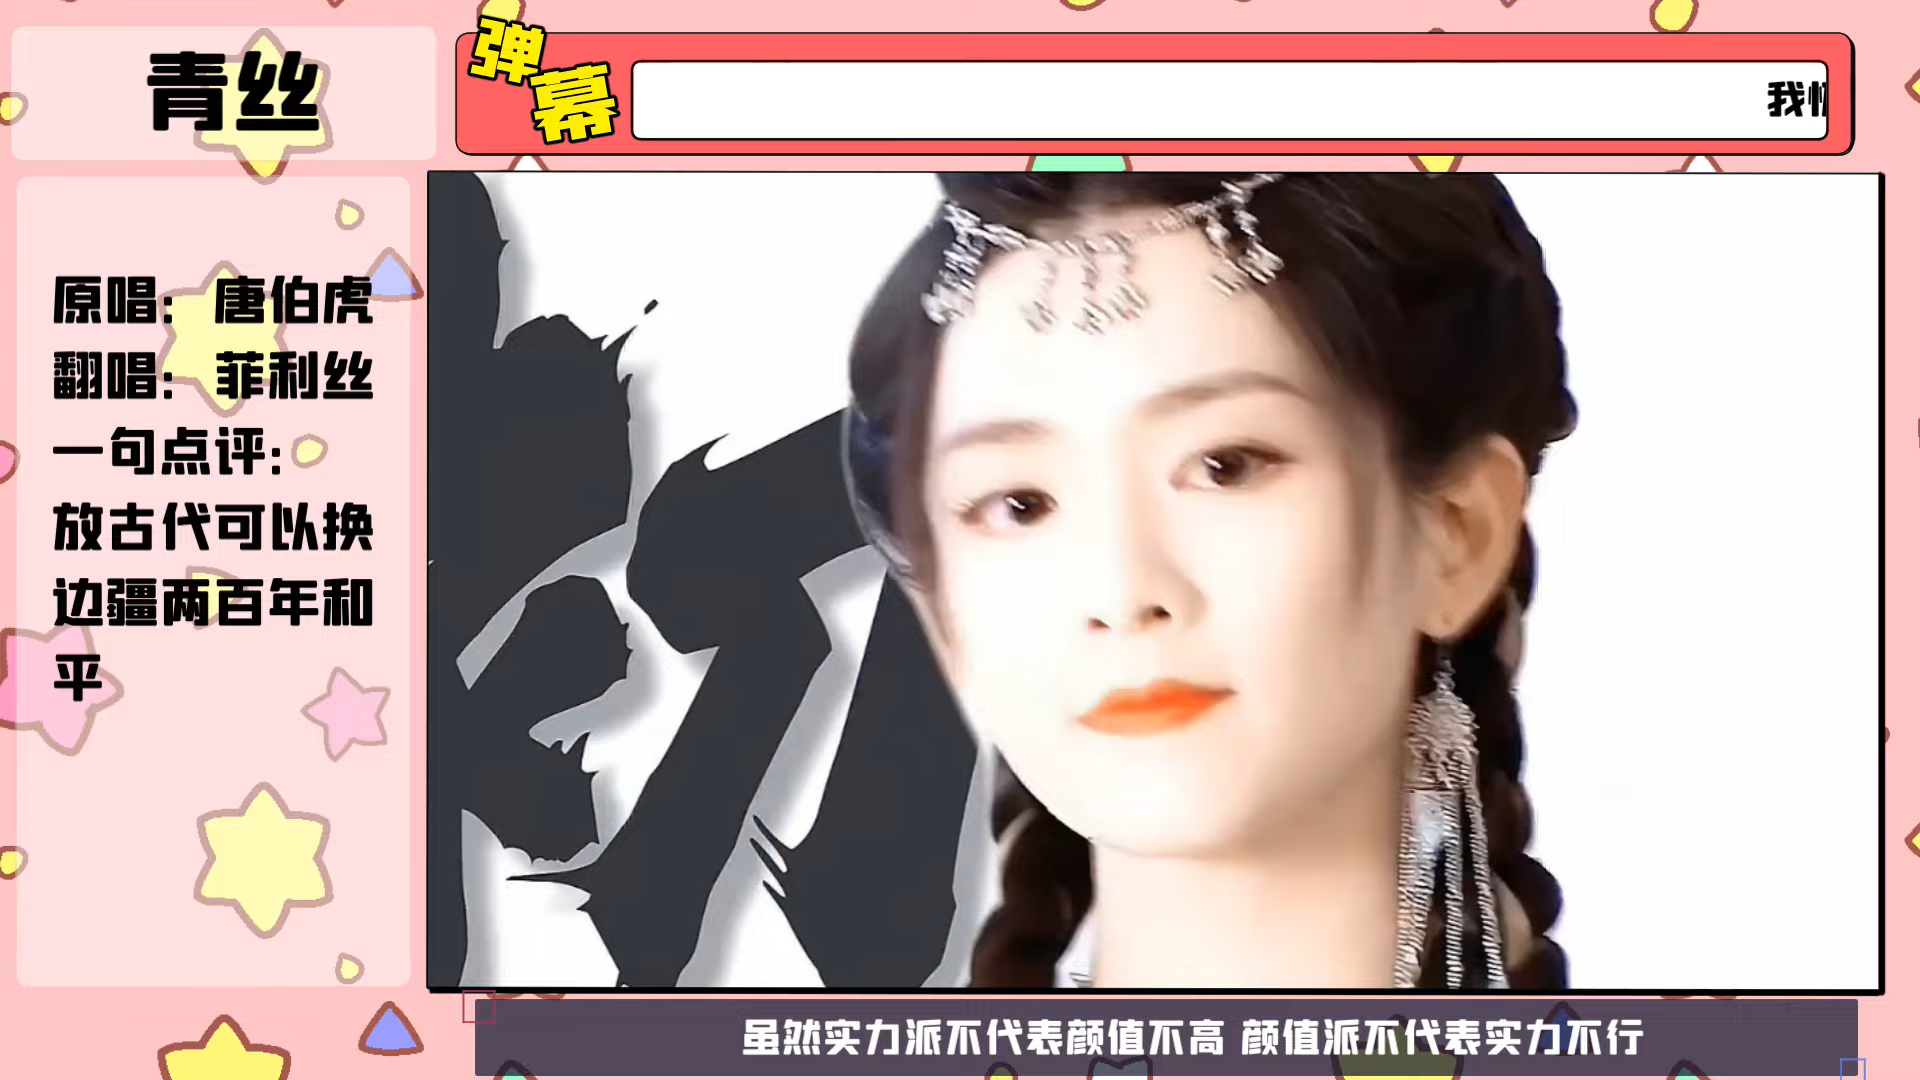 青丝
弹幕
我
原唱：唐伯虎
翻唱：菲利丝
一句点评：
放古代可以换
边疆两百年和
平
虽然实力派不代表颜值不高 颜值派不代表实力不行